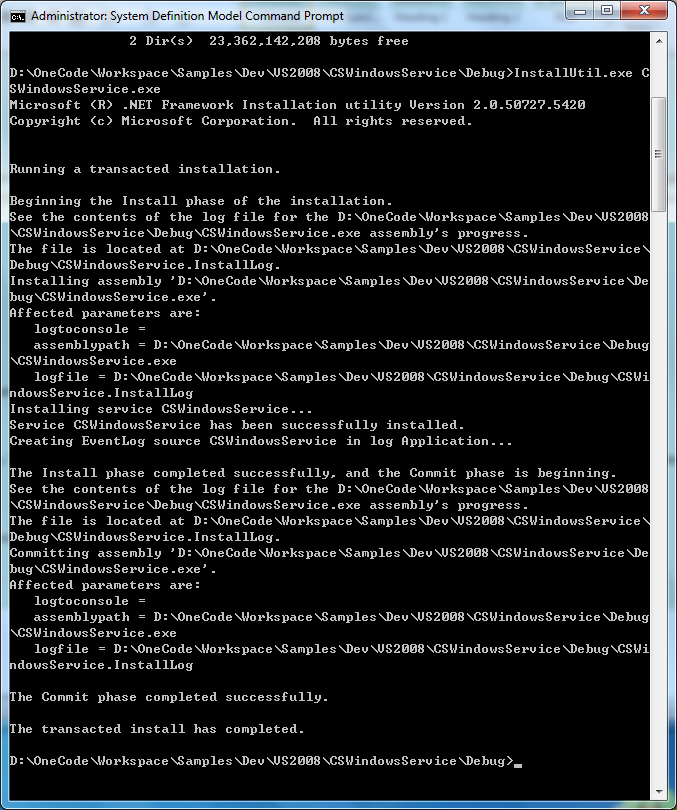 Administrator: System Definition Model Command Prompt
2 Dir(s)  23,362,142,208 bytes free
D:\OneCode\Workspace\Samples\Dev\VS2008\CSWindowsService\Debug>InstallUtil.exe C
SWindowsService.exe
Microsoft (R) .NET Framework Installation utility Version 2.0.50727.5420
Copyright (c) Microsoft Corporation.  All rights reserved.
Running a transacted installation.
Beginning the Install phase of the installation.
See the contents of the log file for the D:\OneCode\Workspace\Samples\Dev\VS2008
\CSWindowsService\Debug\CSWindowsService.exe assembly's progress.
The file is located at D:\OneCode\Workspace\Samples\Dev\VS2008\CSWindowsService\
Debug\CSWindowsService.InstallLog.
Installing assembly 'D:\OneCode\Workspace\Samples\Dev\VS2008\CSWindowsService\De
bug\CSWindowsService.exe'.
Affected parameters are:
   logtoconsole =
   assemblypath = D:\OneCode\Workspace\Samples\Dev\VS2008\CSWindowsService\Debug
\CSWindowsService.exe
   logfile = D:\OneCode\Workspace\Samples\Dev\VS2008\CSWindowsService\Debug\CSWi
ndowsService.InstallLog
Installing service CSWindowsService...
Service CSWindowsService has been successfully installed.
Creating EventLog source CSWindowsService in log Application...
The Install phase completed successfully, and the Commit phase is beginning.
See the contents of the log file for the D:\OneCode\Workspace\Samples\Dev\VS2008
\CSWindowsService\Debug\CSWindowsService.exe assembly's progress.
The file is located at D:\OneCode\Workspace\Samples\Dev\VS2008\CSWindowsService\
Debug\CSWindowsService.InstallLog.
Committing assembly 'D:\OneCode\Workspace\Samples\Dev\VS2008\CSWindowsService\De
bug\CSWindowsService.exe'.
Affected parameters are:
   logtoconsole =
   assemblypath = D:\OneCode\Workspace\Samples\Dev\VS2008\CSWindowsService\Debug
\CSWindowsService.exe
   logfile = D:\OneCode\Workspace\Samples\Dev\VS2008\CSWindowsService\Debug\CSWi
ndowsService.InstallLog
The Commit phase completed successfully.
The transacted install has completed.
D:\OneCode\Workspace\Samples\Dev\VS2008\CSWindowsService\Debug>_